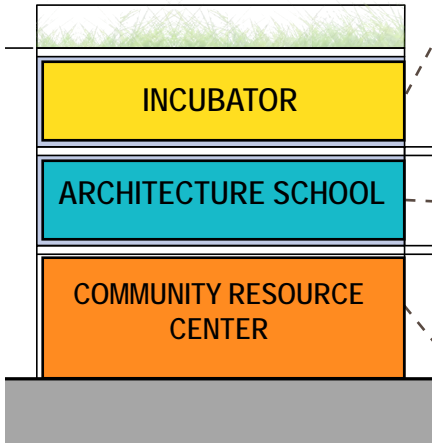 INCUBATOR
ARCHITECTURE SCHOOL
COMMUNITY RESOURCE
CENTER